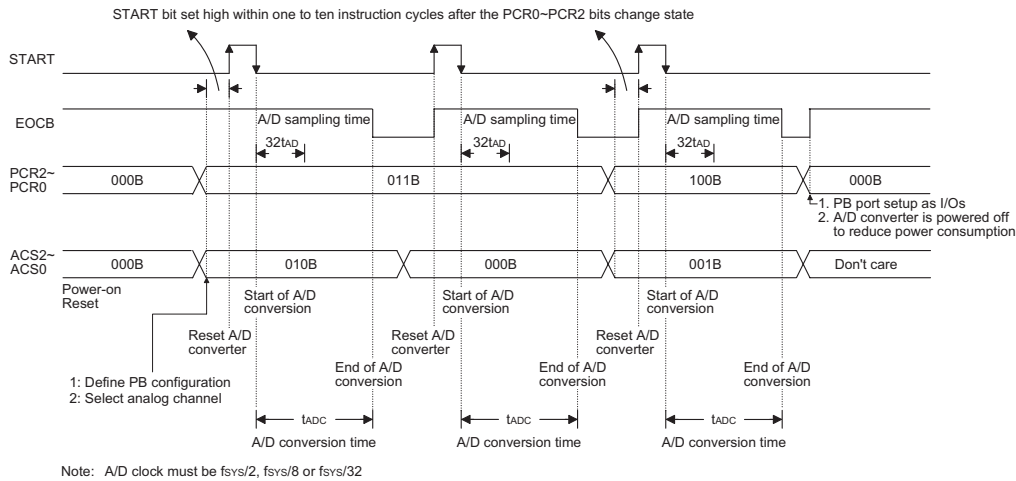 START bit set high within one to ten instruction cycles after the PCR0~PCR2 bits change state
START
EOCB
A/D sampling time
A/D sampling time
A/D sampling time
32tAD
32tAD
32tAD
PCR2~
PCR0
000B
011B
100B
000B
1. PB port setup as I/Os
2. A/D converter is powered off
to reduce power consumption
ACS2~
ACS0
000B
010B
000B
001B
Don't care
Power-on
Reset
Start of A/D
conversion
Start of A/D
conversion
Start of A/D
conversion
Reset A/D
converter
Reset A/D
converter
Reset A/D
converter
End of A/D
conversion
End of A/D
conversion
End of A/D
conversion
1: Define PB configuration
2: Select analog channel
tADC
tADC
tADC
A/D conversion time
A/D conversion time
A/D conversion time
Note: A/D clock must be fSYS/2, fSYS/8 or fSYS/32